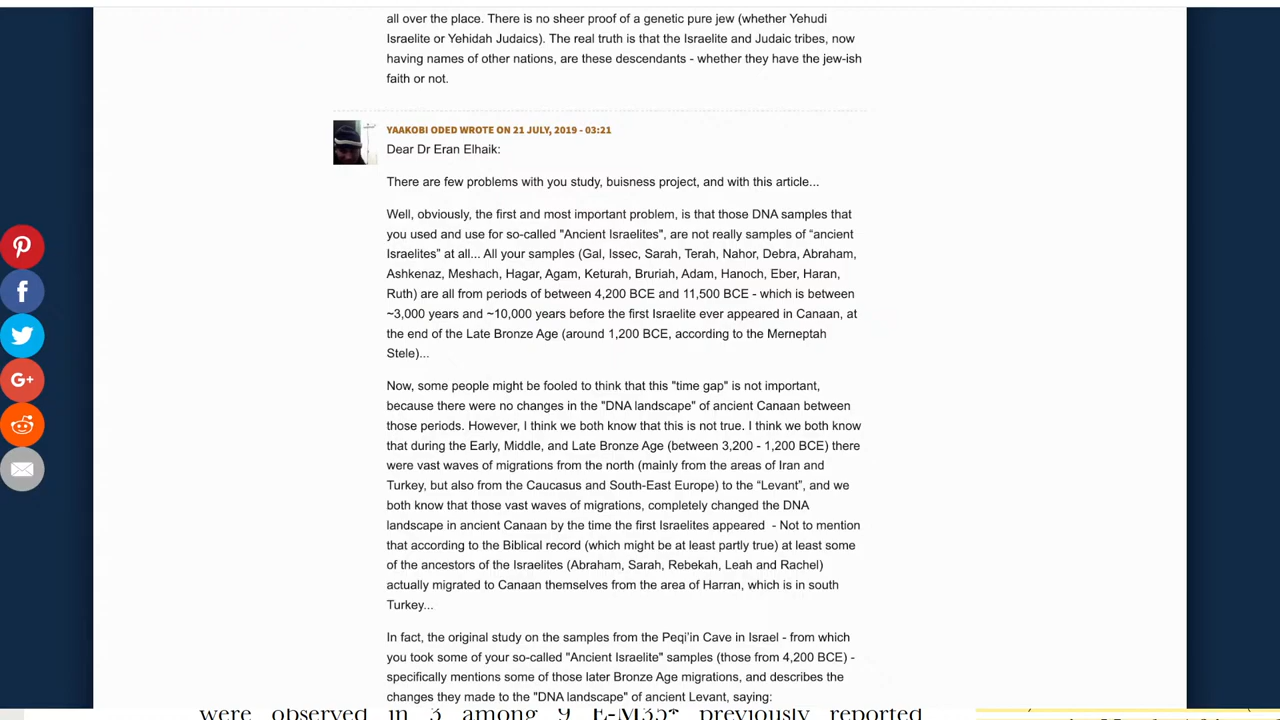 all over the place. There is no sheer proof of a genetic pure jew (whether Yehudi
Israelite or Yehidah Judaics). The real truth is that the Israelite and Judaic tribes, now
having names of other nations, are these descendants - whether they have the jew-ish
faith or not.
YAAKOBI ODED WROTE ON 21 JULY, 2019 - 03:21
Dear Dr Eran Elhaik:
There are few problems with you study, buisness project, and with this article...
Well, obviously, the first and most important problem, is that those DNA samples that
you used and use for so-called "Ancient Israelites", are not really samples of “ancient
Israelites” at all... All your samples (Gal, Issec, Sarah, Terah, Nahor, Debra, Abraham,
Ashkenaz, Meshach, Hagar, Agam, Keturah, Bruriah, Adam, Hanoch, Eber, Haran,
Ruth) are all from periods of between 4,200 BCE and 11,500 BCE - which is between
~3,000 years and ~10,000 years before the first Israelite ever appeared in Canaan, at
the end of the Late Bronze Age (around 1,200 BCE, according to the Merneptah
Stele)...
Now, some people might be fooled to think that this "time gap" is not important,
because there were no changes in the "DNA landscape" of ancient Canaan between
those periods. However, I think we both know that this is not true. I think we both know
that during the Early, Middle, and Late Bronze Age (between 3,200 - 1,200 BCE) there
were vast waves of migrations from the north (mainly from the areas of Iran and
Turkey, but also from the Caucasus and South-East Europe) to the “Levant”, and we
both know that those vast waves of migrations, completely changed the DNA
landscape in ancient Canaan by the time the first Israelites appeared - Not to mention
that according to the Biblical record (which might be at least partly true) at least some
of the ancestors of the Israelites (Abraham, Sarah, Rebekah, Leah and Rachel)
actually migrated to Canaan themselves from the area of Harran, which is in south
Turkey...
In fact, the original study on the samples from the Peqi’in Cave in Israel - from which
you took some of your so-called "Ancient Israelite" samples (those from 4,200 BCE) -
specifically mentions some of those later Bronze Age migrations, and describes the
changes they made to the "DNA landscape" of ancient Levant, saying:
were observed in 3 among 9 E-M35* previously reported